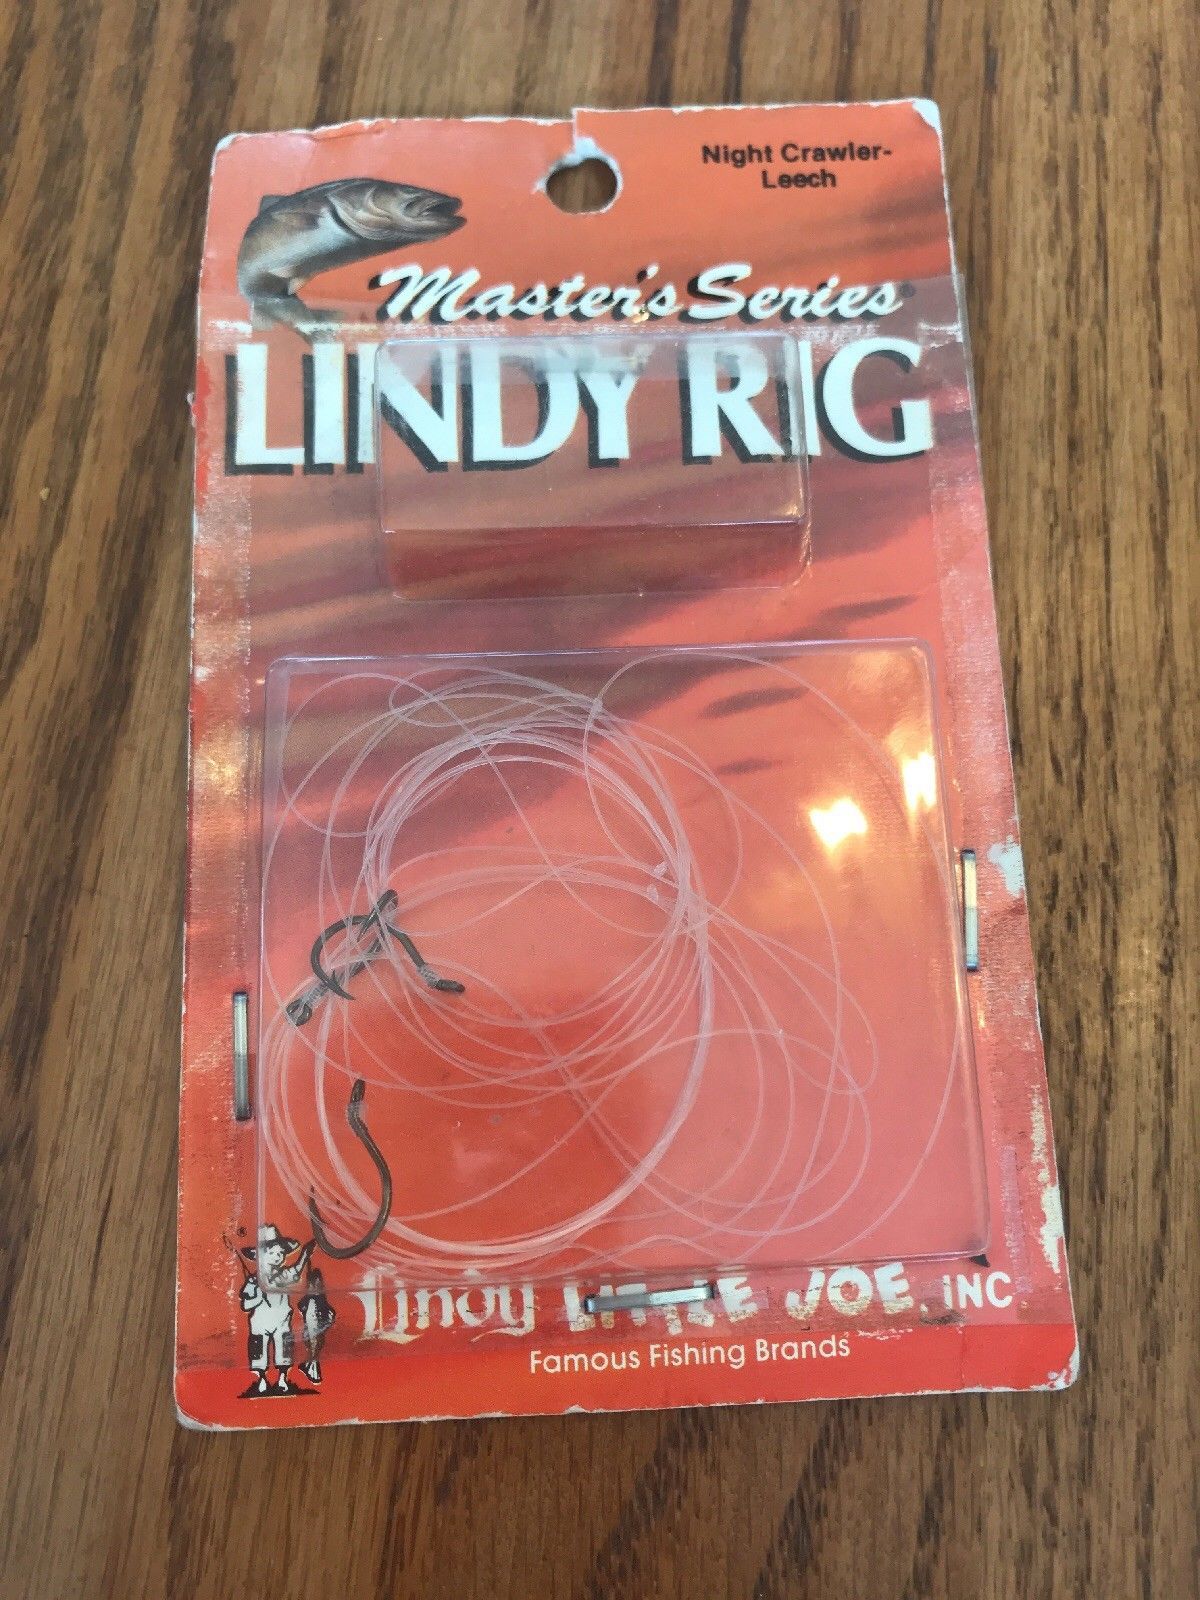 Night Crawler-
Leech
Master's Series
LINDY RIG
Lindy LITTLE JOE, INC
Famous Fishing Brands